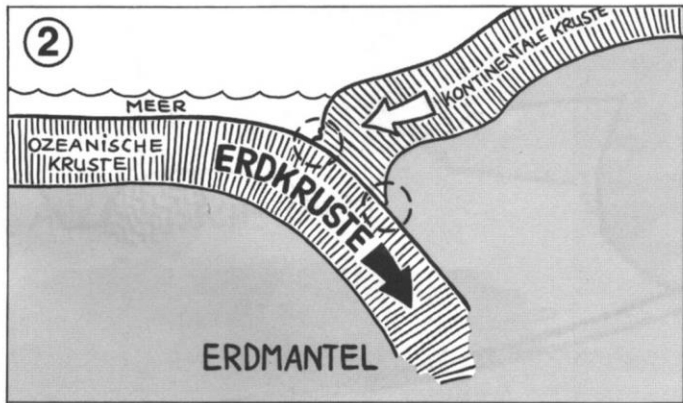 2
MEER
KONTINENTALE KRUSTE
OZEANISCHE
KRUSTE
ERDKRUSTE
ERDMANTEL